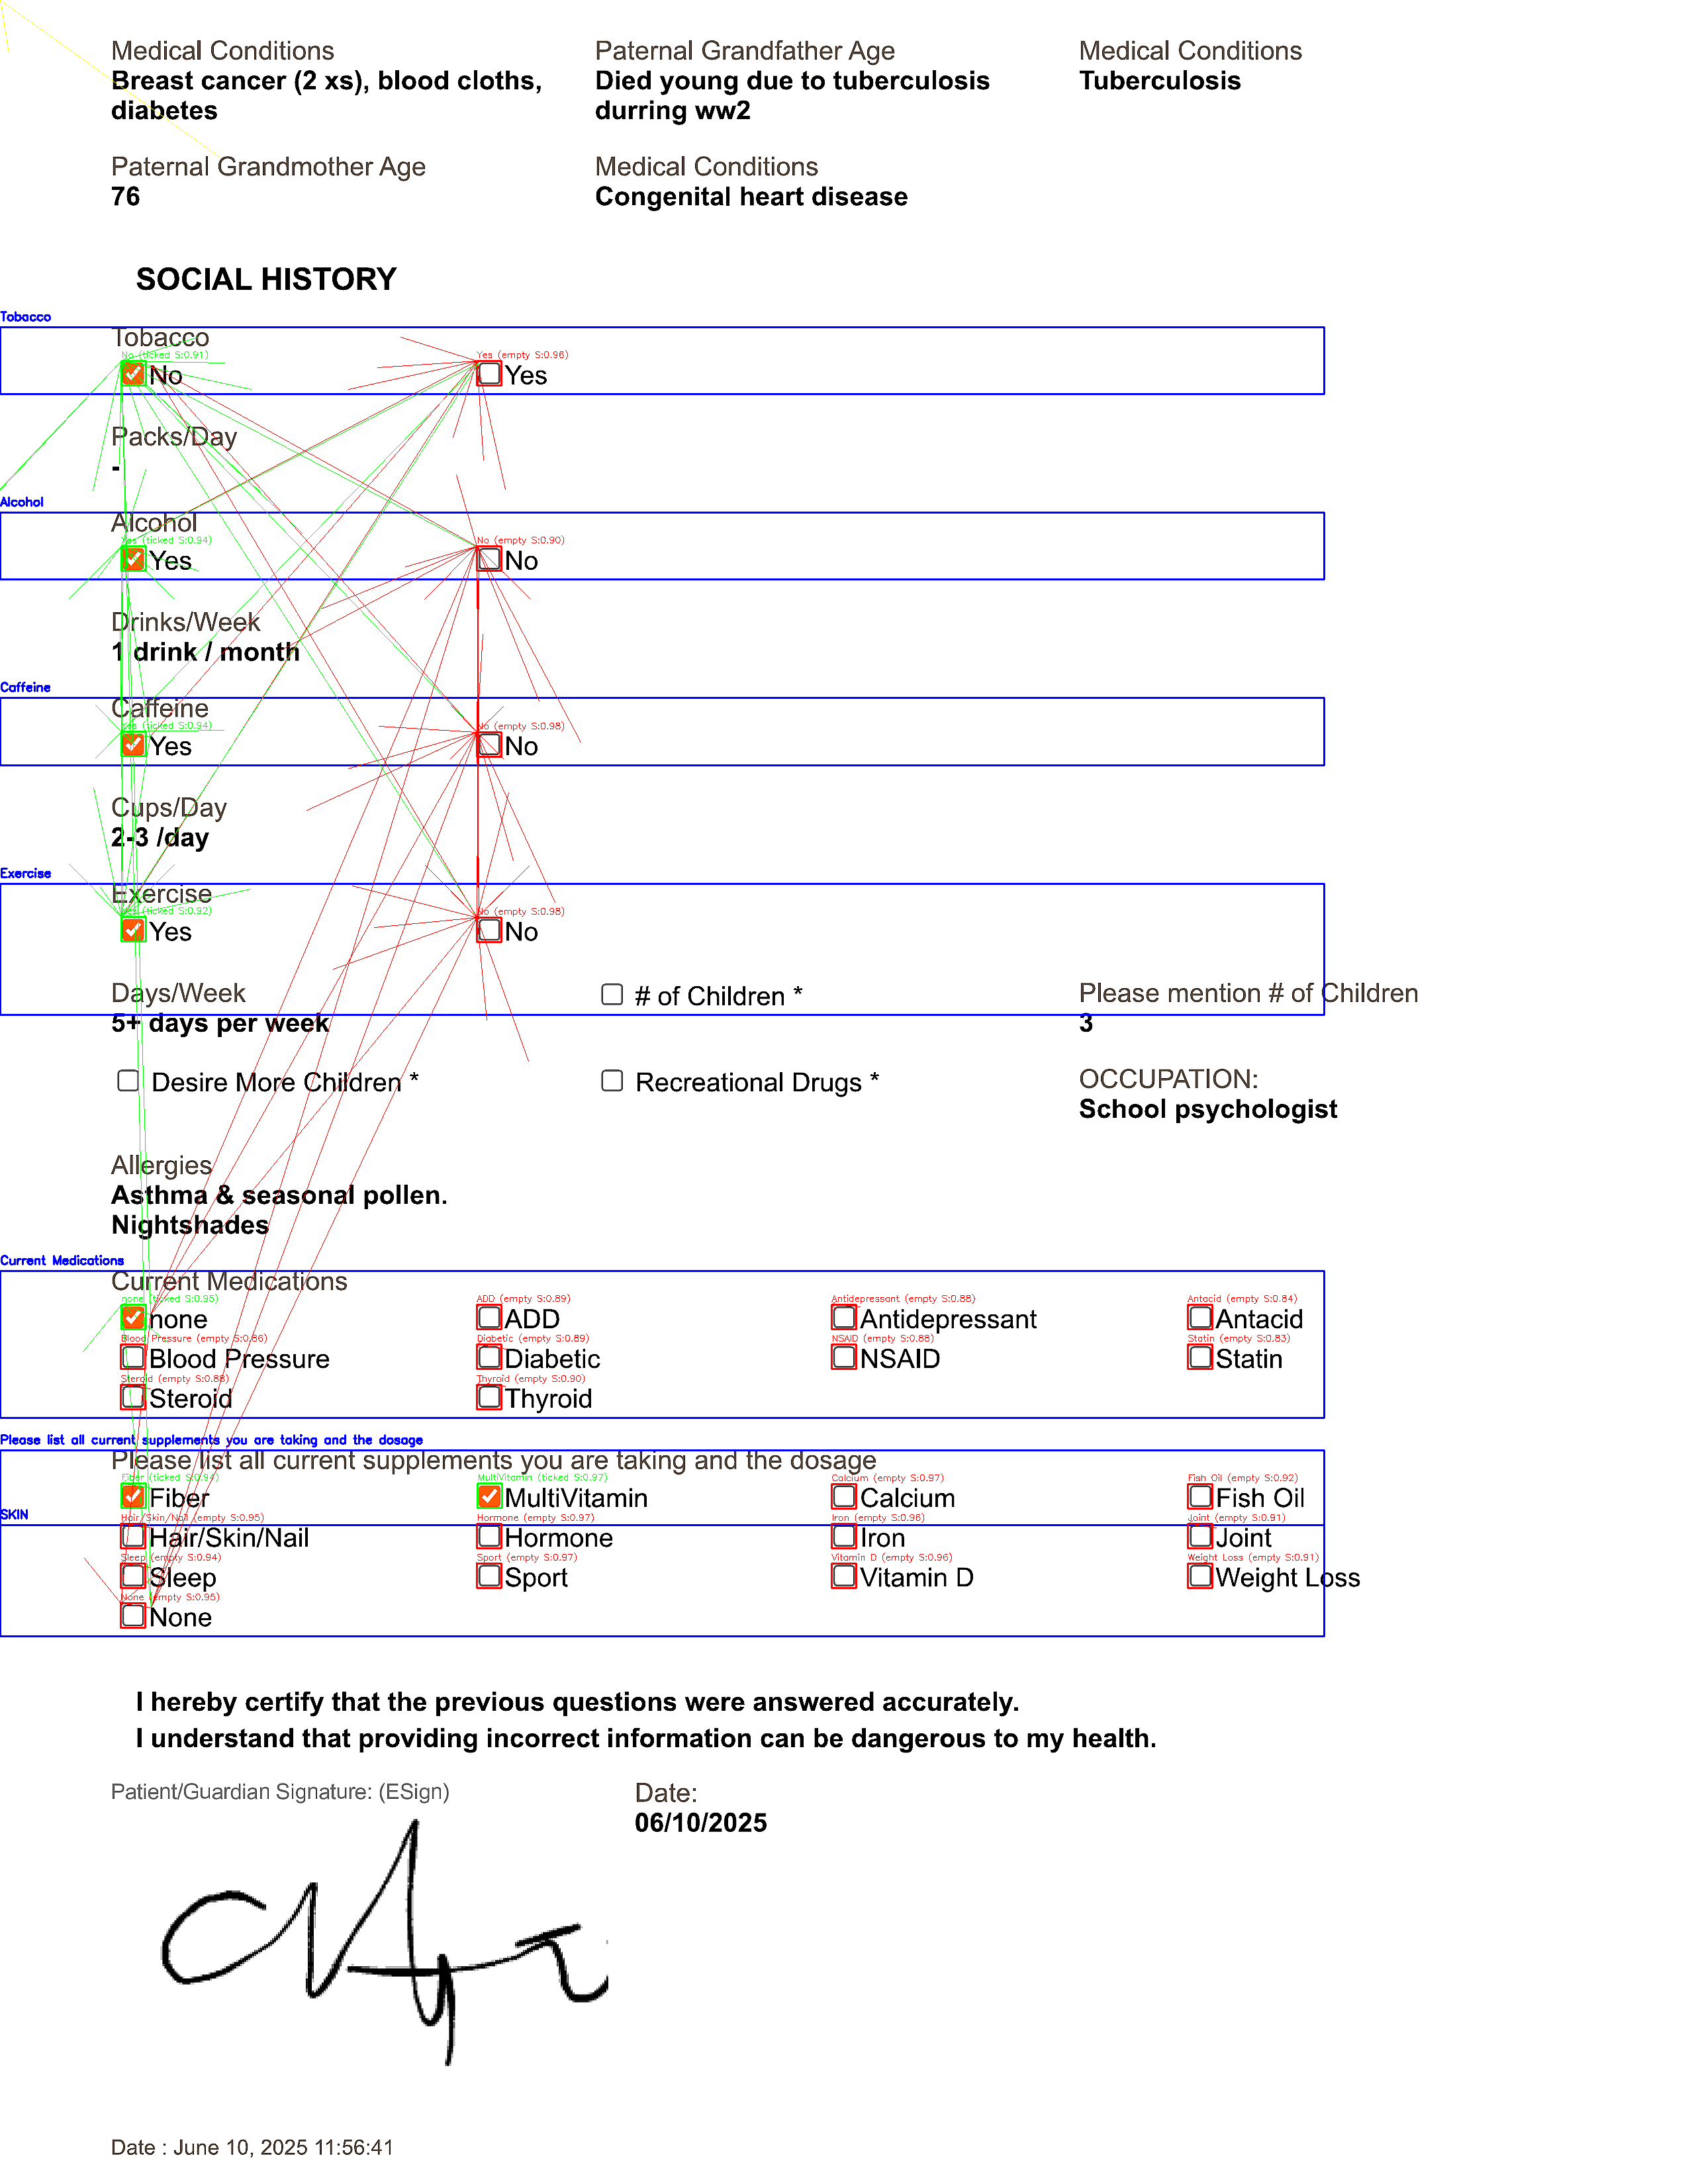 Medical Conditions Paternal Grandfather Age Medical Conditions
Breast cancer (2 xs), blood cloths, Died young due to tuberculosis Tuberculosis
diabetes durring ww2
Paternal Grandmother Age Medical Conditions
76 Congenital heart disease
SOCIAL HISTORY
Tobacco
Tobacco
No (ticked S:0.91) Yes (empty S:0.96)
No Yes
Packs/Day
-
Alcohol
Alcohol
Yes (ticked S:0.94) No (empty S:0.90)
Yes No
Drinks/Week
1 drink / month
Caffeine
Caffeine
Yes (ticked S:0.94) No (empty S:0.98)
Yes No
Cups/Day
2-3 /day
Exercise
Exercise
Yes (ticked S:0.92) No (empty S:0.98)
Yes No
Days/Week # of Children * Please mention # of Children
5+ days per week 3
Desire More Children * Recreational Drugs * OCCUPATION:
School psychologist
Allergies
Asthma & seasonal pollen.
Nightshades
Current Medications
Current Medications
none (ticked S:0.95) ADD (empty S:0.89) Antidepressant (empty S:0.88) Antacid (empty S:0.84)
none ADD Antidepressant Antacid
Blood Pressure (empty S:0.86) Diabetic (empty S:0.89) NSAID (empty S:0.88) Statin (empty S:0.83)
Blood Pressure Diabetic NSAID Statin
Steroid (empty S:0.88) Thyroid (empty S:0.90)
Steroid Thyroid
Please list all current supplements you are taking and the dosage
Please list all current supplements you are taking and the dosage
Fiber (ticked S:0.94) MultiVitamin (ticked S:0.97) Calcium (empty S:0.97) Fish Oil (empty S:0.92)
Fiber MultiVitamin Calcium Fish Oil
SKIN
Hair/Skin/Nail (empty S:0.95) Hormone (empty S:0.97) Iron (empty S:0.96) Joint (empty S:0.91)
Hair/Skin/Nail Hormone Iron Joint
Sleep (empty S:0.94) Sport (empty S:0.97) Vitamin D (empty S:0.96) Weight Loss (empty S:0.91)
Sleep Sport Vitamin D Weight Loss
None (empty S:0.95)
None
I hereby certify that the previous questions were answered accurately.
I understand that providing incorrect information can be dangerous to my health.
Patient/Guardian Signature: (ESign) Date:
06/10/2025
Date : June 10, 2025 11:56:41